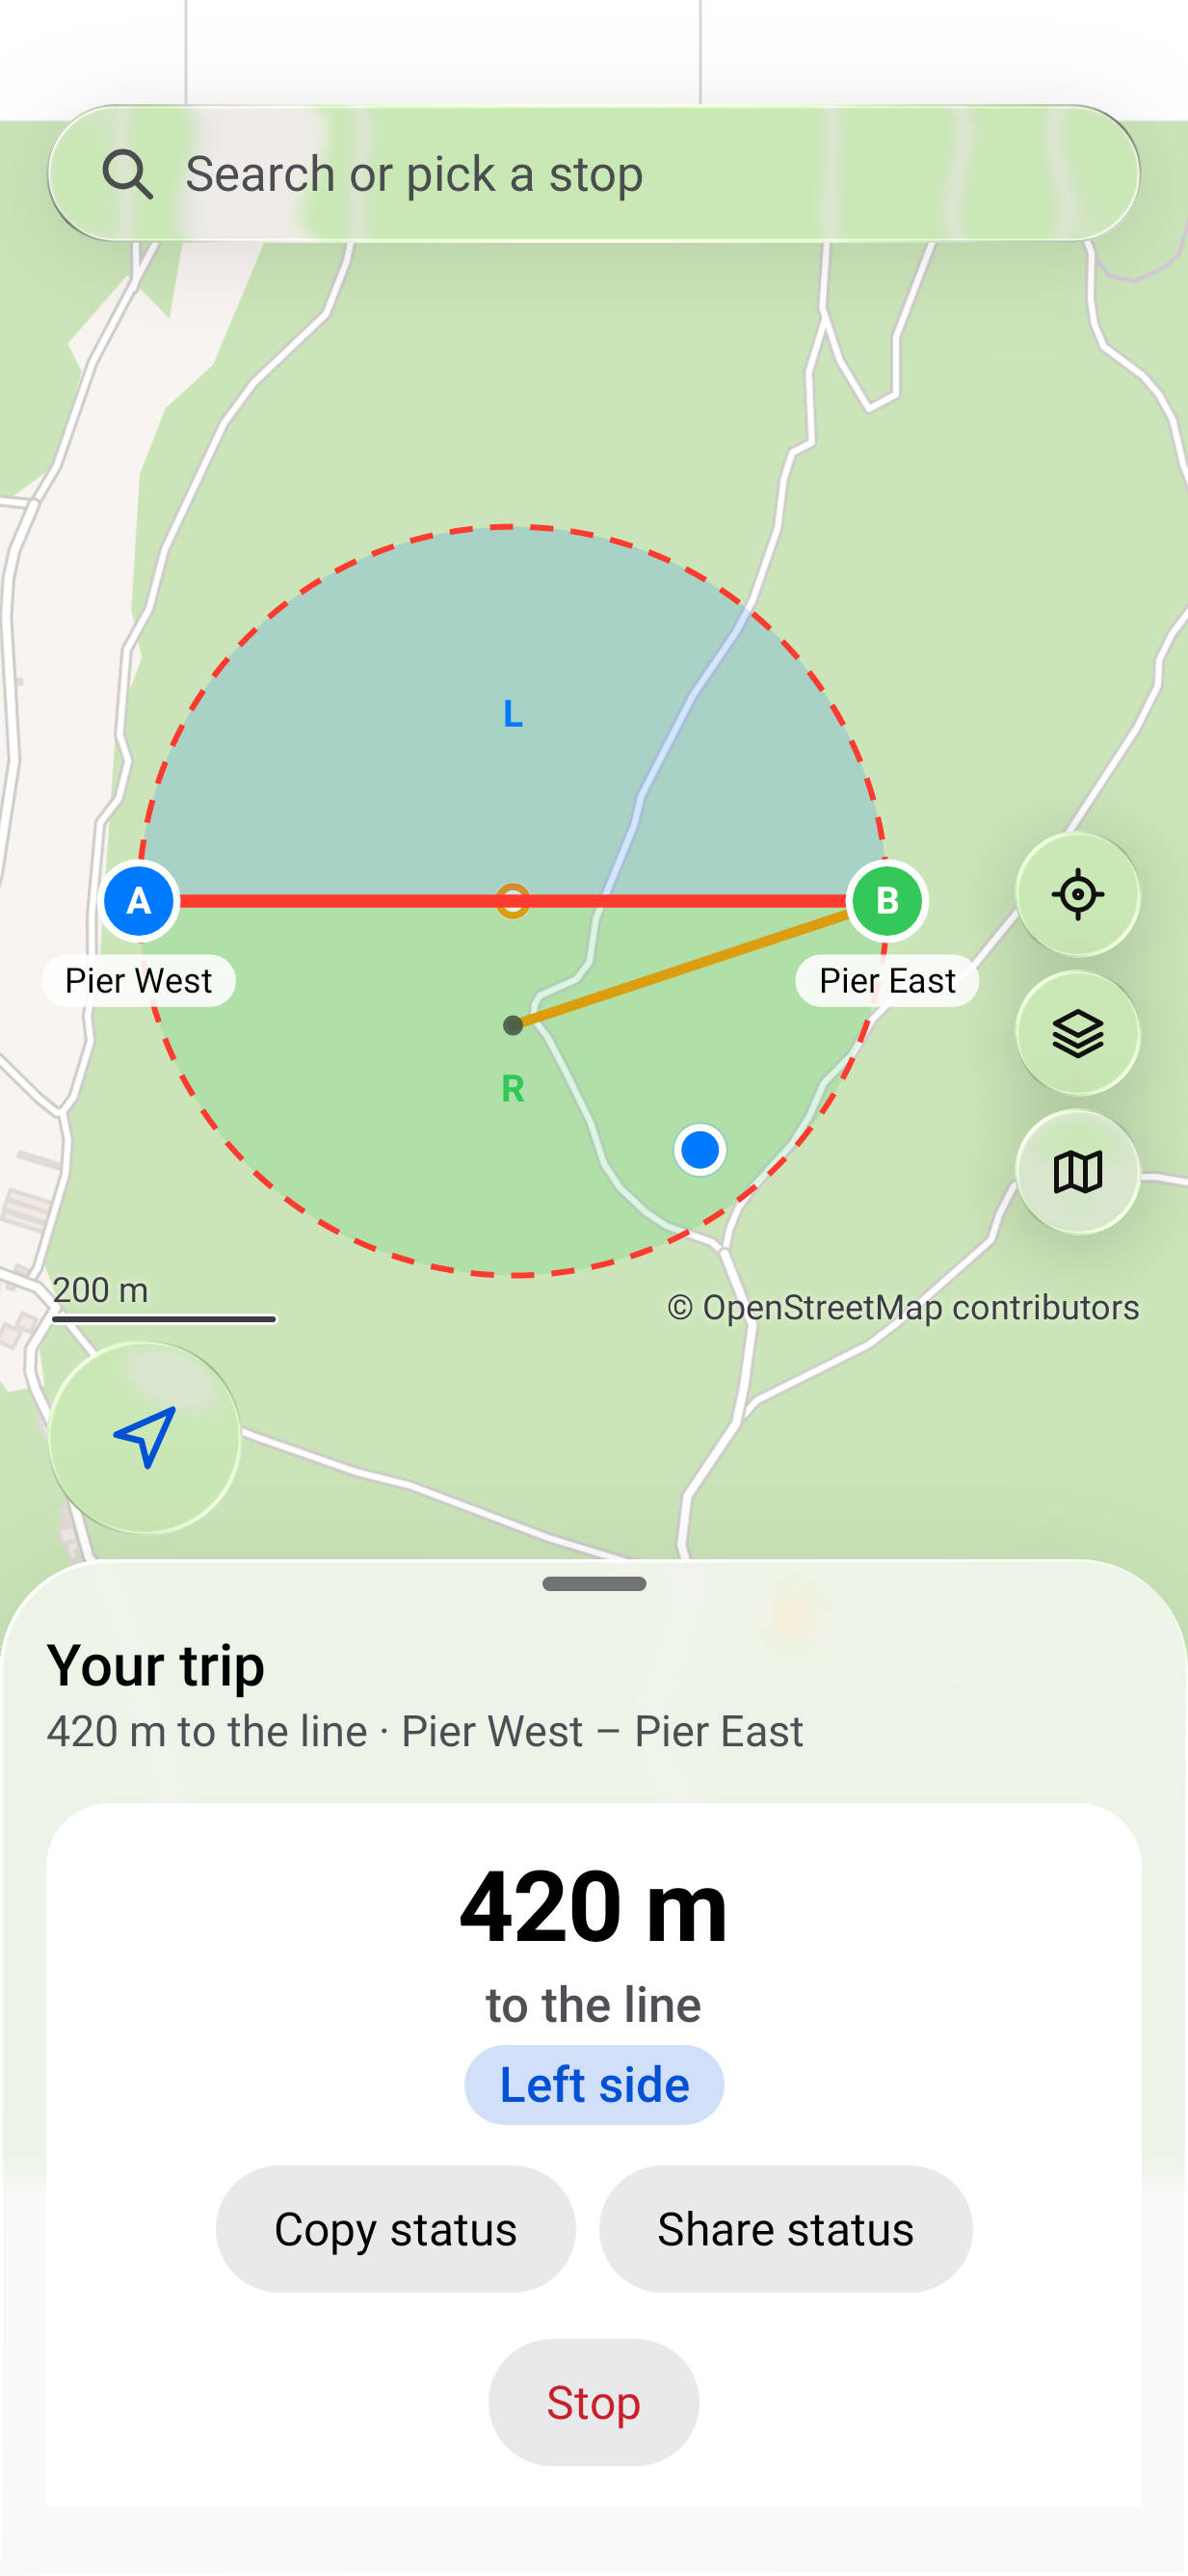 Search or pick a stop
L
A
B
Pier West
Pier East
R
200 m
© OpenStreetMap contributors
Your trip
420 m to the line · Pier West – Pier East
420 m
to the line
Left side
Copy status
Share status
Stop